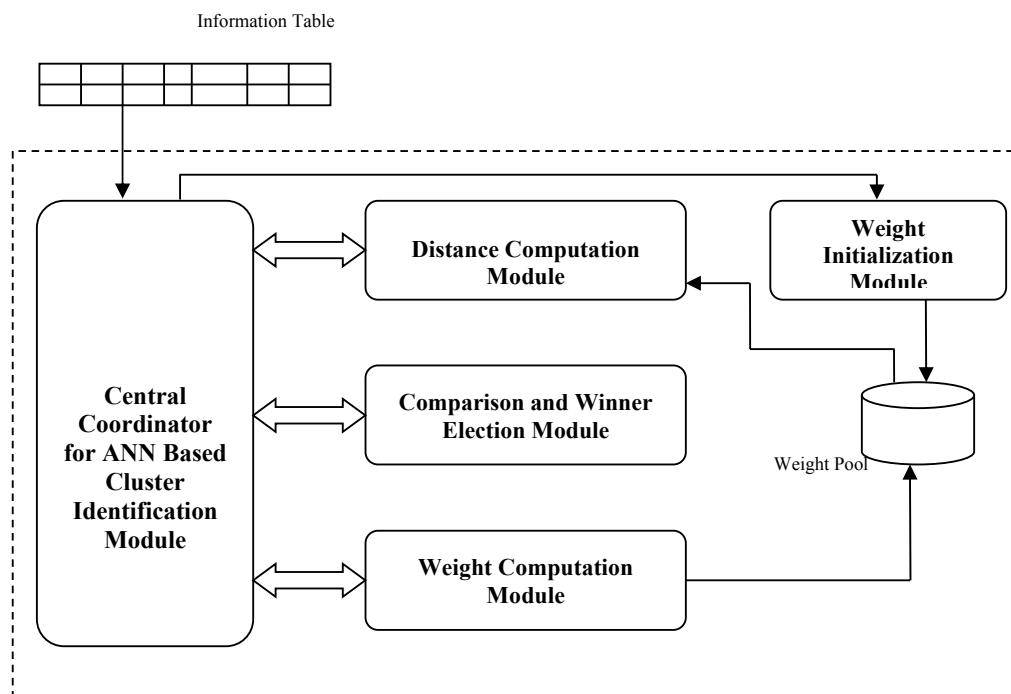 Information Table
Distance Computation
Module
Weight
Initialization
Module
Central
Coordinator
for ANN Based
Cluster
Identification
Module
Comparison and Winner
Election Module
Weight Pool
Weight Computation
Module